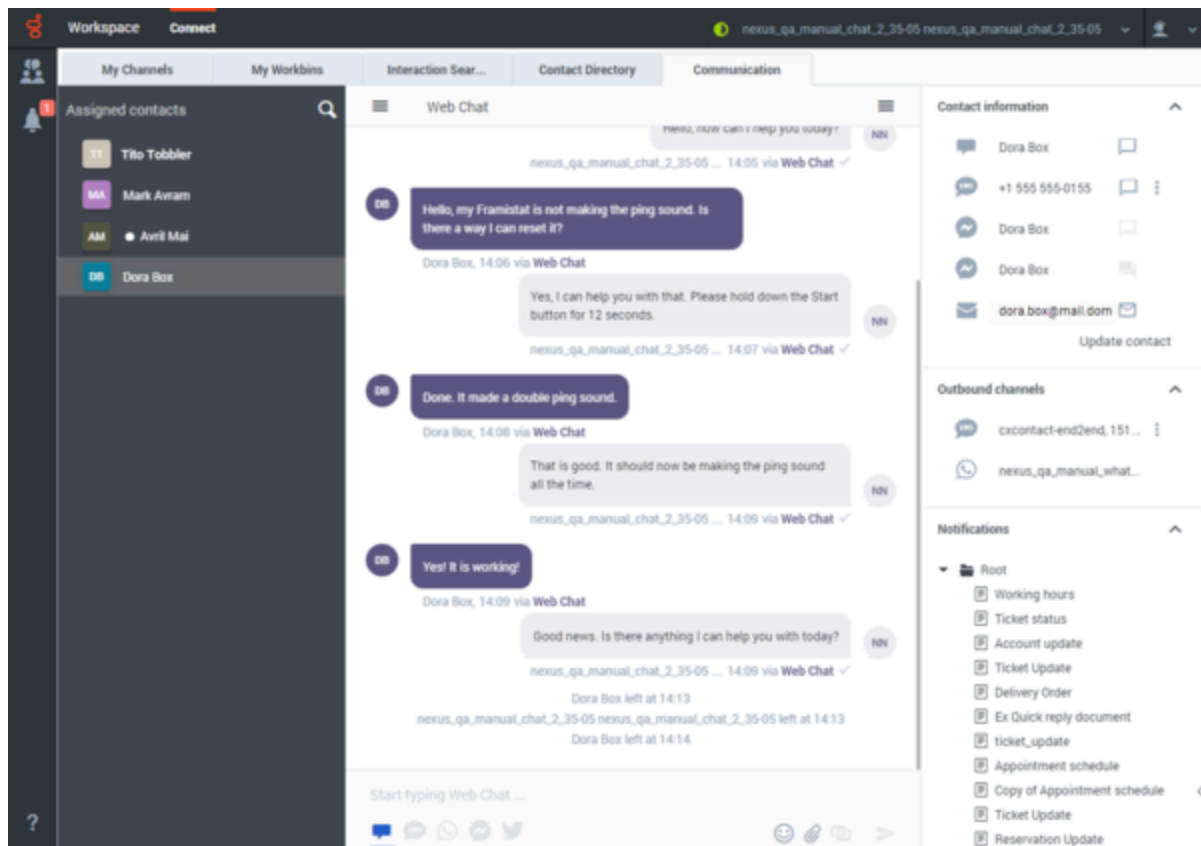 Workspace
Connect
nexus_qa_manual_chat_2_35-05 nexus_qa_manual_chat_2_35-05
My Channels
My Workbins
Interaction Sear...
Contact Directory
Communication
1
Assigned contacts
TT
Tito Tobbler
MA
Mark Avram
AM
Avril Mai
DB
Dora Box
?
Web Chat
Hello, how can I help you today?
NN
nexus_qa_manual_chat_2_35-05 ... 14:05 via Web Chat
DB
Hello, my Framistat is not making the ping sound. Is
there a way I can reset it?
Dora Box, 14:06 via Web Chat
Yes, I can help you with that. Please hold down the Start
button for 12 seconds.
NN
nexus_qa_manual_chat_2_35-05 ... 14:07 via Web Chat
DB
Done. It made a double ping sound.
Dora Box, 14:08 via Web Chat
That is good. It should now be making the ping sound
all the time.
NN
nexus_qa_manual_chat_2_35-05 ... 14:09 via Web Chat
DB
Yes! It is working!
Dora Box, 14:09 via Web Chat
Good news. Is there anything I can help you with today?
NN
nexus_qa_manual_chat_2_35-05 ... 14:09 via Web Chat
Dora Box left at 14:13
nexus_qa_manual_chat_2_35-05 nexus_qa_manual_chat_2_35-05 left at 14:13
Dora Box left at 14:14
Start typing Web Chat ...
Contact information
Dora Box
+1 555 555-0155
Dora Box
Dora Box
dora.box@mail.dom
Update contact
Outbound channels
cxcontact-end2end, 151...
nexus_qa_manual_what...
Notifications
Root
Working hours
Ticket status
Account update
Ticket Update
Delivery Order
Ex Quick reply document
ticket_update
Appointment schedule
Copy of Appointment schedule
Ticket Update
Reservation Update